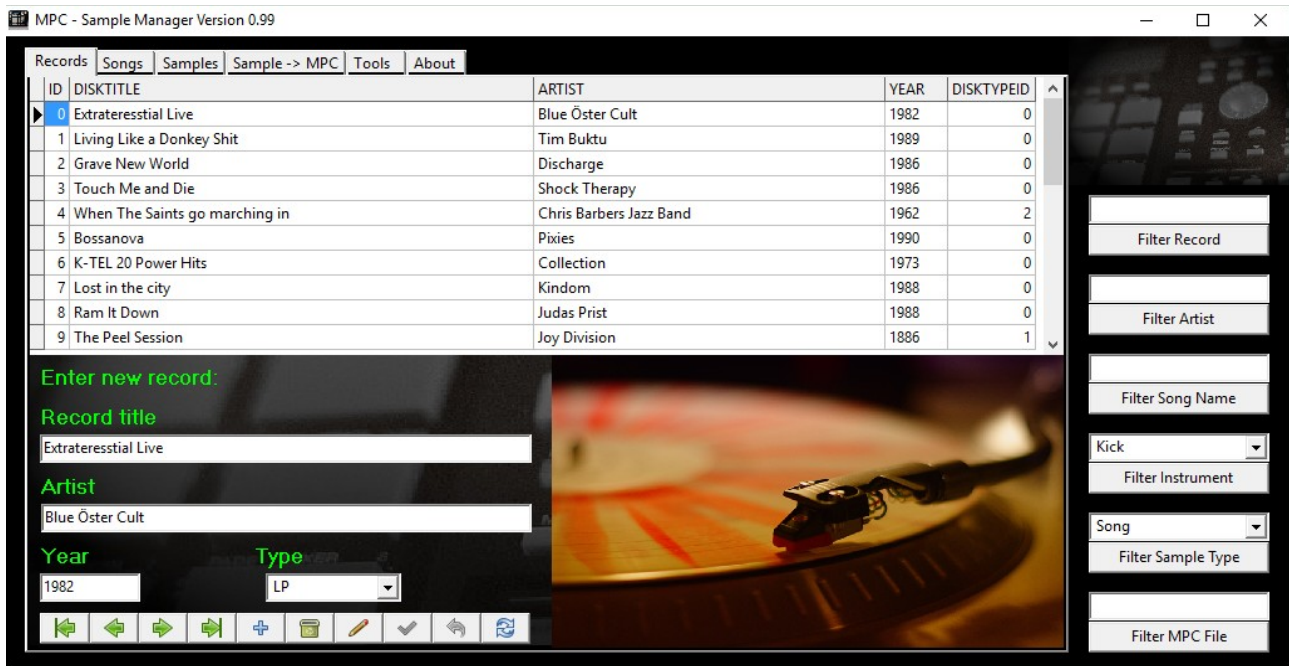 MPC - Sample Manager Version 0.99
Records Songs Samples Sample -> MPC Tools About
ID DISKTITLE ARTIST YEAR DISKTYPEID
0 Extrateresstial Live Blue Öster Cult 1982 0
1 Living Like a Donkey Shit Tim Buktu 1989 0
2 Grave New World Discharge 1986 0
3 Touch Me and Die Shock Therapy 1986 0
4 When The Saints go marching in Chris Barbers Jazz Band 1962 2
5 Bossanova Pixies 1990 0
6 K-TEL 20 Power Hits Collection 1973 0
7 Lost in the city Kindom 1988 0
8 Ram It Down Judas Prist 1988 0
9 The Peel Session Joy Division 1886 1
Enter new record:
Record title
Extrateresstial Live
Artist
Blue Öster Cult
Year Type
1982 LP
Filter Record
Filter Artist
Filter Song Name
Kick
Filter Instrument
Song
Filter Sample Type
Filter MPC File